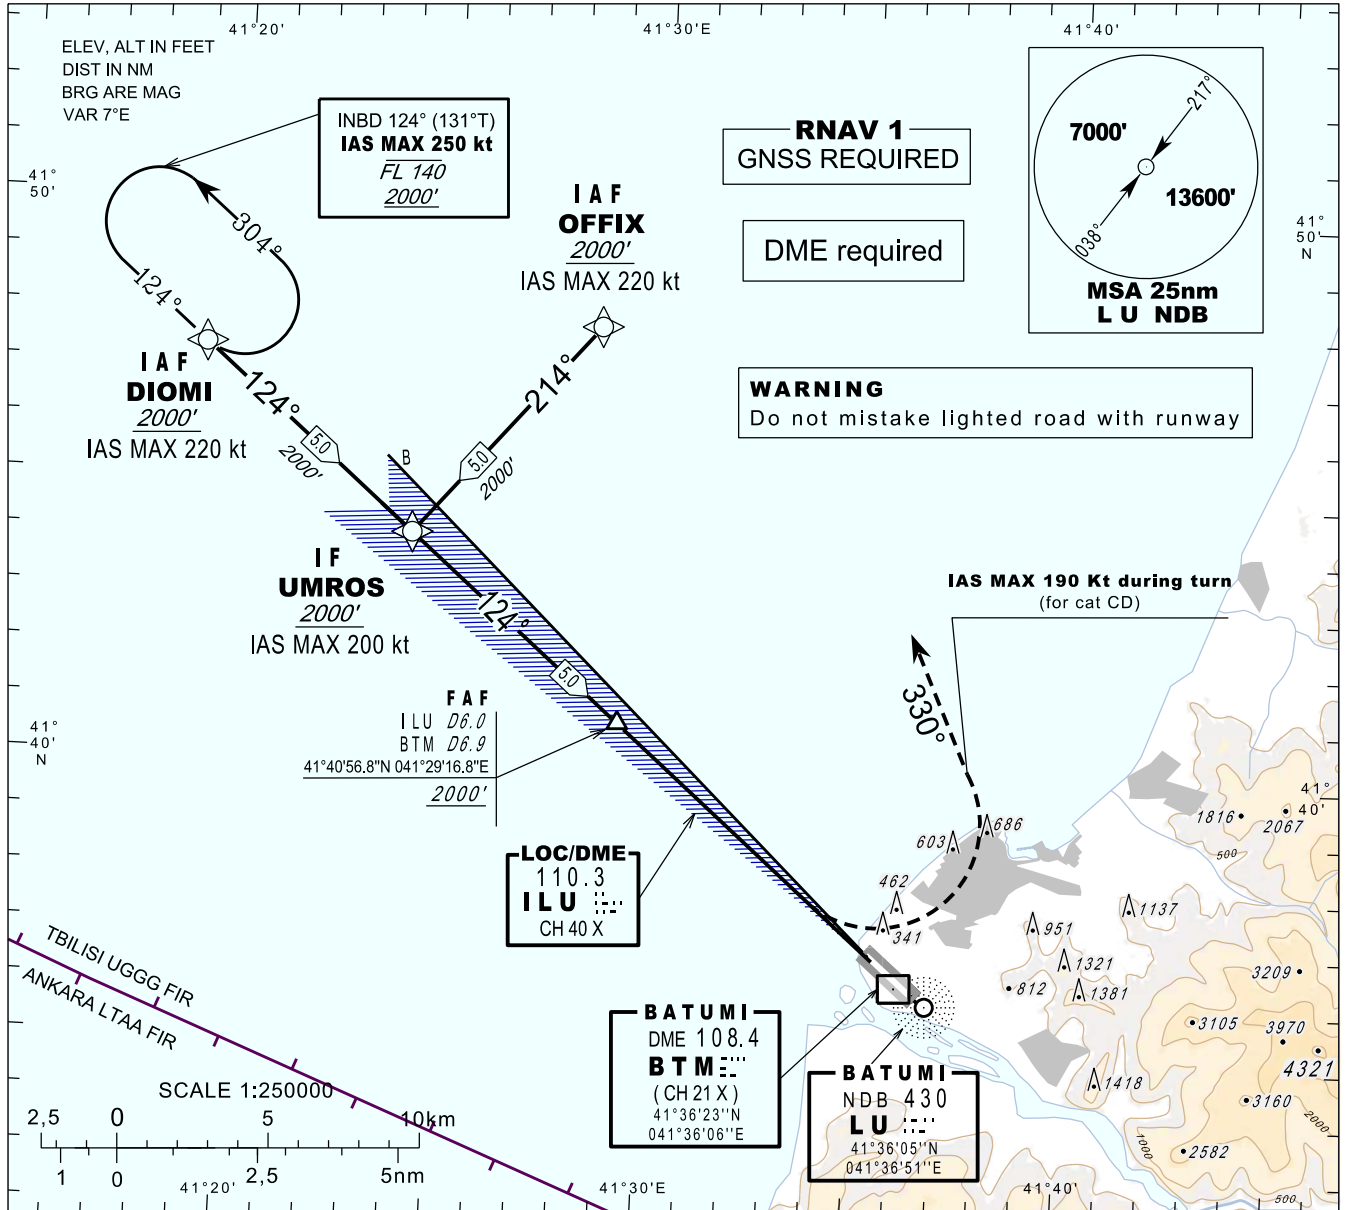 41°20'
41°30'E
41°40'
ELEV, ALT IN FEET
DIST IN NM
BRG ARE MAG
VAR 7°E
INBD 124° (131°T)
IAS MAX 250 kt
FL 140
2000'
RNAV 1
GNSS REQUIRED
DME required
7000'
13600'
217°
038°
MSA 25nm
L U NDB
41°
50'
41°
50'
N
304°
124°
IAF
OFFIX
2000'
IAS MAX 220 kt
IAF
DIOMI
2000'
IAS MAX 220 kt
124°
5.0
2000'
214°
5.0
2000'
B
WARNING
Do not mistake lighted road with runway
IF
UMROS
2000'
IAS MAX 200 kt
124°
5.0
IAS MAX 190 Kt during turn
(for cat CD)
330°
FAF
ILU D6.0
BTM D6.9
41°40'56.8"N 041°29'16.8"E
2000'
41°
40'
N
41°
40'
LOC/DME
110.3
ILU
CH 40 X
603
686
462
341
1816
2067
500
951
1137
1321
1381
812
3209
3105
3970
4321
1418
3160
2582
1000
2000
500
TBILISI UGGG FIR
ANKARA LTAA FIR
BATUMI
DME 108.4
BTM
(CH 21 X)
41°36'23''N
041°36'06''E
BATUMI
NDB 430
LU
41°36'05''N
041°36'51''E
SCALE 1:250000
2,5 0 5 10km
1 0 2,5 5nm
41°20'
41°30'E
41°40'